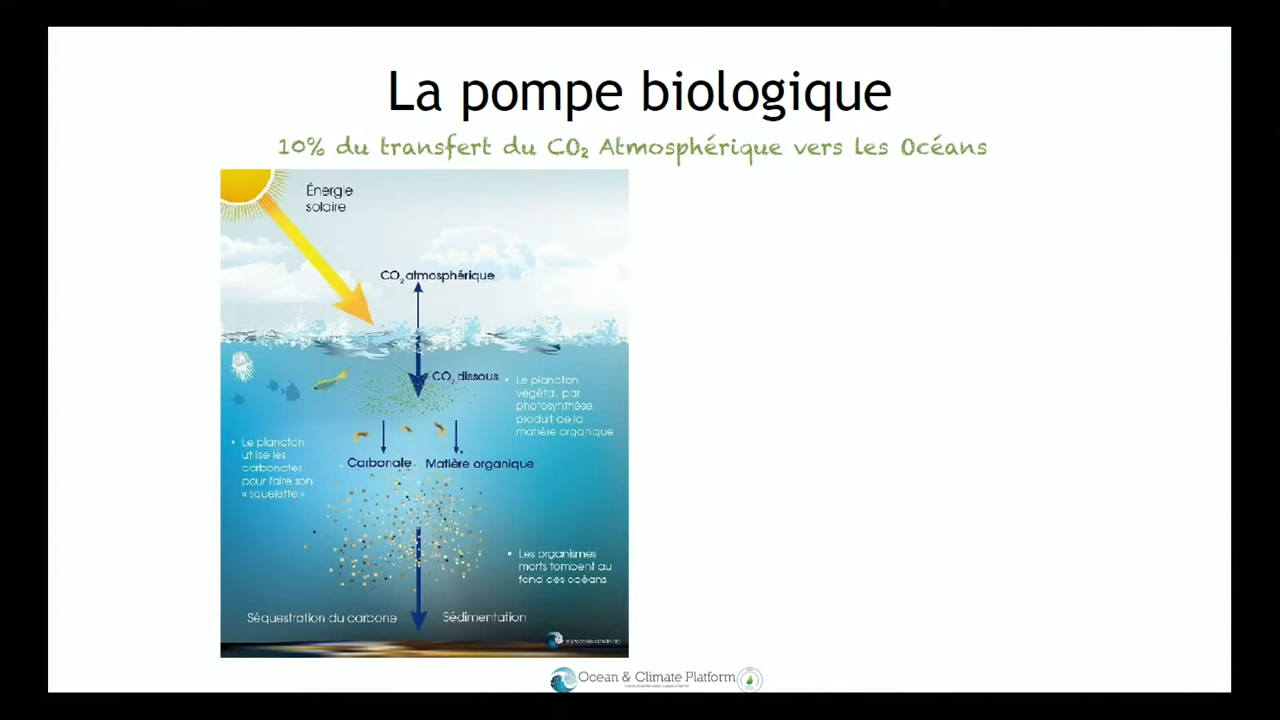 La pompe biologique
10% du transfert du CO₂ Atmosphérique vers les Océans
Énergie
solaire
CO₂ atmosphérique
CO₂ dissous
• Le plancton
végétal, par
photosynthèse,
produit de la
matière organique
• Le plancton
utilise les
carbonates
pour faire son
« squelette »
Carbonate
Matière organique
• Les organismes
morts tombent au
fond des océans
Séquestration du carbone
Sédimentation
Ocean & Climate Platform